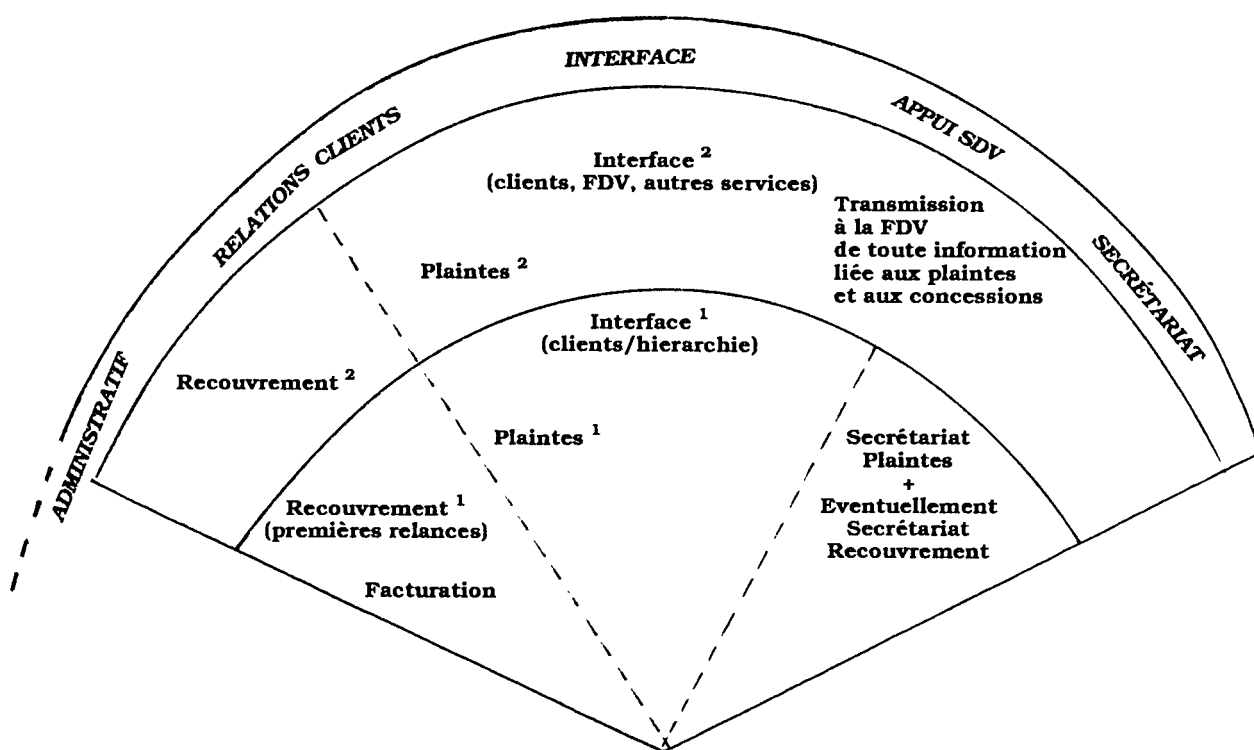 INTERFACE
RELATIONS CLIENTS
APPUI SDV
SECRÉTARIAT
ADMINISTRATIF
Interface ²
(clients, FDV, autres services)
Transmission
à la FDV
de toute information
liée aux plaintes
et aux concessions
Plaintes ²
Recouvrement ²
Interface ¹
(clients/hierarchie)
Plaintes ¹
Recouvrement ¹
(premières relances)
Facturation
Secrétariat
Plaintes
+
Eventuellement
Secrétariat
Recouvrement